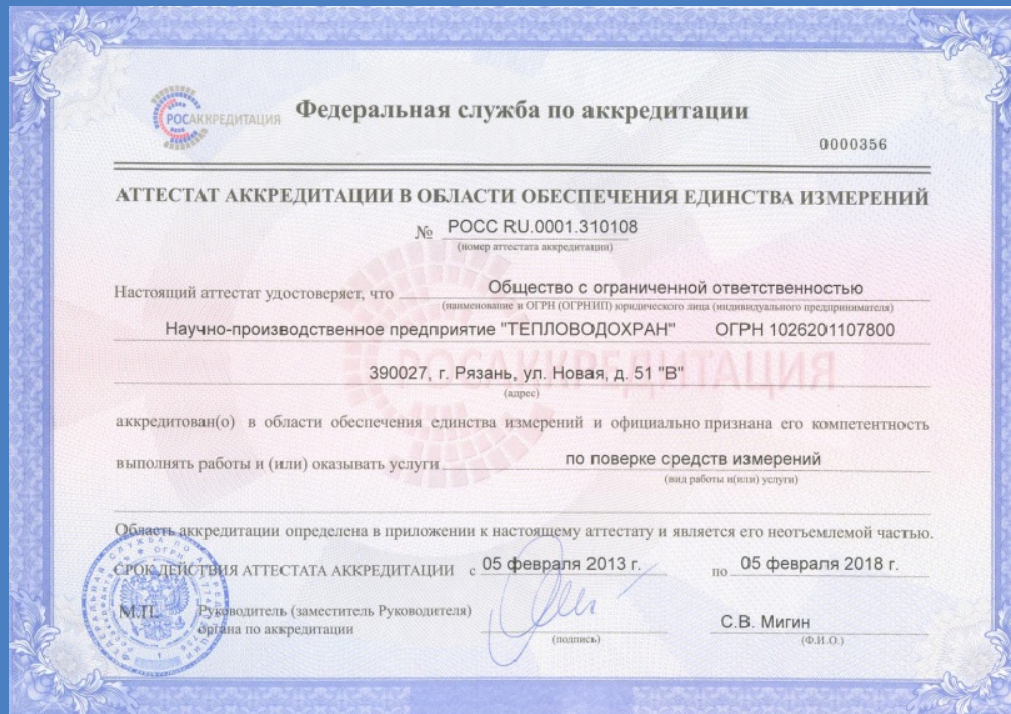 РОСАККРЕДИТАЦИЯ
Федеральная служба по аккредитации
0000356
АТТЕСТАТ АККРЕДИТАЦИИ В ОБЛАСТИ ОБЕСПЕЧЕНИЯ ЕДИНСТВА ИЗМЕРЕНИЙ
№ РОСС RU.0001.310108
(номер аттестата аккредитации)
Настоящий аттестат удостоверяет, что Общество с ограниченной ответственностью
(наименование и ОГРН (ОГРНИП) юридического лица (индивидуального предпринимателя)
Научно-производственное предприятие "ТЕПЛОВОДОХРАН" ОГРН 1026201107800
РОСАККРЕДИТАЦИЯ
390027, г. Рязань, ул. Новая, д. 51 "В"
(адрес)
аккредитован(о) в области обеспечения единства измерений и официально признана его компетентность
выполнять работы и (или) оказывать услуги по поверке средств измерений
(вид работы и(или) услуги)
Область аккредитации определена в приложении к настоящему аттестату и является его неотъемлемой частью.
СРОК ДЕЙСТВИЯ АТТЕСТАТА АККРЕДИТАЦИИ с 05 февраля 2013 г. по 05 февраля 2018 г.
М.П. Руководитель (заместитель Руководителя)
органа по аккредитации
С.В. Мигин
(подпись)
(Ф.И.О.)